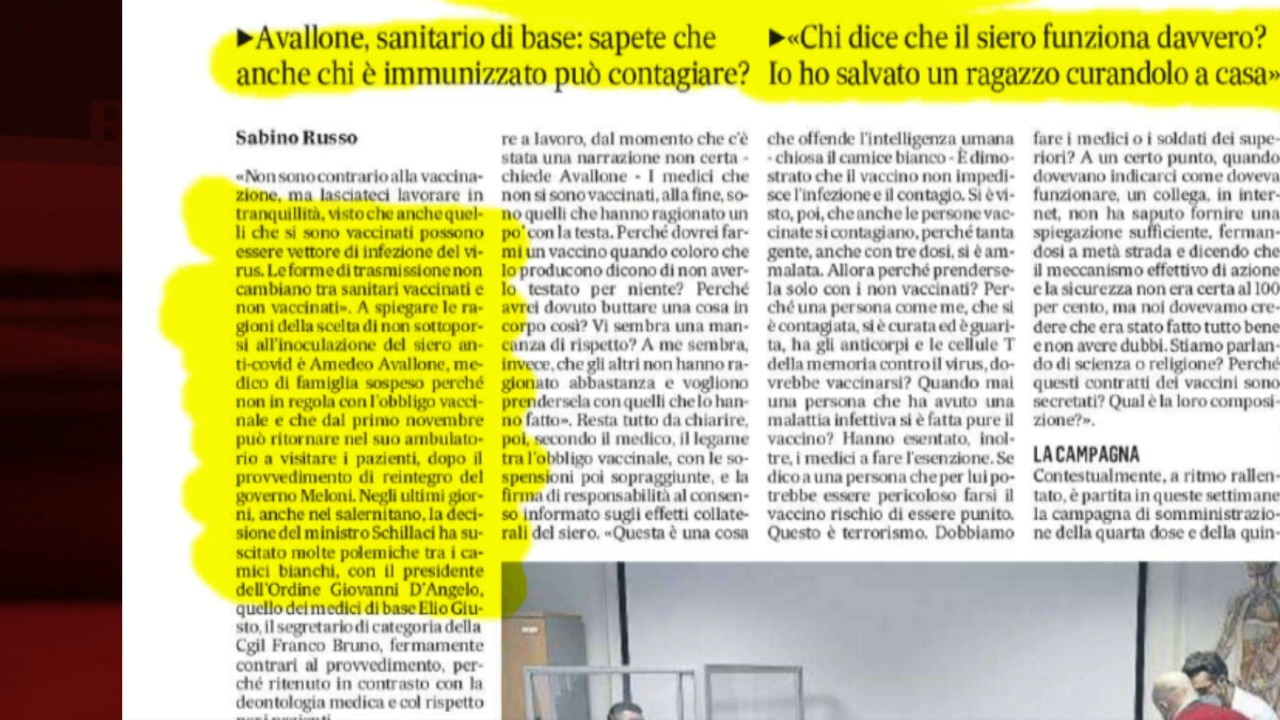 ▶Avallone, sanitario di base: sapete che
anche chi è immunizzato può contagiare?
▶«Chi dice che il siero funziona davvero?
Io ho salvato un ragazzo curandolo a casa»
Sabino Russo
«Non sono contrario alla vaccina-
zione, ma lasciateci lavorare in
tranquillità, visto che anche quel-
li che si sono vaccinati possono
essere vettore di infezione del vi-
rus. Le forme di trasmissione non
cambiano tra sanitari vaccinati e
non vaccinati». A spiegare le ra-
gioni della scelta di non sottopor-
si all'inoculazione del siero an-
ti-covid è Amedeo Avallone, me-
dico di famiglia sospeso perché
non in regola con l'obbligo vacci-
nale e che dal primo novembre
può ritornare nel suo ambulato-
rio a visitare i pazienti, dopo il
provvedimento di reintegro del
governo Meloni. Negli ultimi gior-
ni, anche nel salernitano, la deci-
sione del ministro Schillaci ha su-
scitato molte polemiche tra i ca-
mici bianchi, con il presidente
dell'Ordine Giovanni D'Angelo,
quello dei medici di base Elio Giu-
sto, il segretario di categoria della
Cgil Franco Bruno, fermamente
contrari al provvedimento, per-
ché ritenuto in contrasto con la
deontologia medica e col rispetto
re a lavoro, dal momento che c'è
stata una narrazione non certa -
chiede Avallone - I medici che
non si sono vaccinati, alla fine, so-
no quelli che hanno ragionato un
po' con la testa. Perché dovrei far-
mi un vaccino quando coloro che
lo producono dicono di non aver-
lo testato per niente? Perché
avrei dovuto buttare una cosa in
corpo così? Vi sembra una man-
canza di rispetto? A me sembra,
invece, che gli altri non hanno ra-
gionato abbastanza e vogliono
prendersela con quelli che lo han-
no fatto». Resta tutto da chiarire,
poi, secondo il medico, il legame
tra l'obbligo vaccinale, con le so-
spensioni poi sopraggiunte, e la
firma di responsabilità al consen-
so informato sugli effetti collate-
rali del siero. «Questa è una cosa
che offende l'intelligenza umana
- chiosa il camice bianco - È dimo-
strato che il vaccino non impedi-
sce l'infezione e il contagio. Si è vi-
sto, poi, che anche le persone vac-
cinate si contagiano, perché tanta
gente, anche con tre dosi, si è am-
malata. Allora perché prenderse-
la solo con i non vaccinati? Per-
ché una persona come me, che si
è contagiata, si è curata ed è guari-
ta, ha gli anticorpi e le cellule T
della memoria contro il virus, do-
vrebbe vaccinarsi? Quando mai
una persona che ha avuto una
malattia infettiva si è fatta pure il
vaccino? Hanno esentato, inol-
tre, i medici a fare l'esenzione. Se
dico a una persona che per lui po-
trebbe essere pericoloso farsi il
vaccino rischio di essere punito.
Questo è terrorismo. Dobbiamo
fare i medici o i soldati dei supe-
riori? A un certo punto, quando
dovevano indicarci come doveva
funzionare, un collega, in inter-
net, non ha saputo fornire una
spiegazione sufficiente, ferman-
dosi a metà strada e dicendo che
il meccanismo effettivo di azione
e la sicurezza non era certa al 100
per cento, ma noi dovevamo cre-
dere che era stato fatto tutto bene
e non avere dubbi. Stiamo parlan-
do di scienza o religione? Perché
questi contratti dei vaccini sono
secretati? Qual è la loro composi-
zione?».
LA CAMPAGNA
Contestualmente, a ritmo rallen-
tato, è partita in queste settimane
la campagna di somministrazio-
ne della quarta dose e della quin-